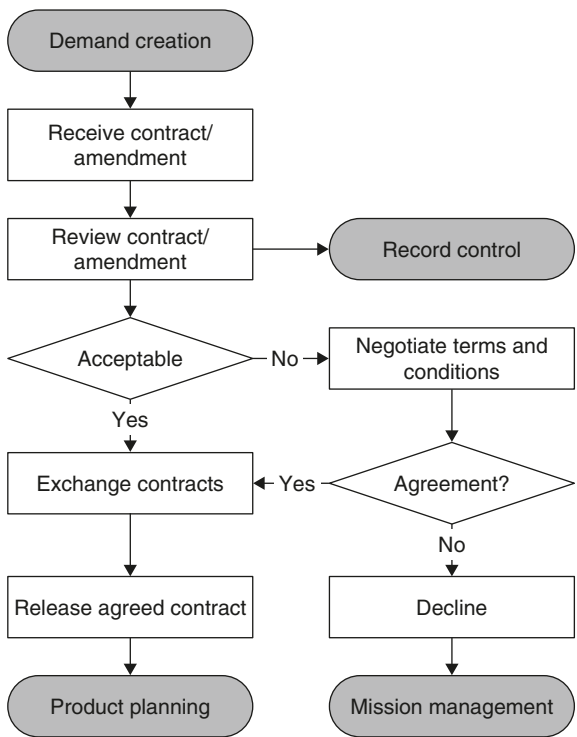 Demand creation
Receive contract/
amendment
Review contract/
amendment
Record control
Acceptable
No
Negotiate terms and
conditions
Yes
Exchange contracts
Yes
Agreement?
No
Release agreed contract
Decline
Product planning
Mission management